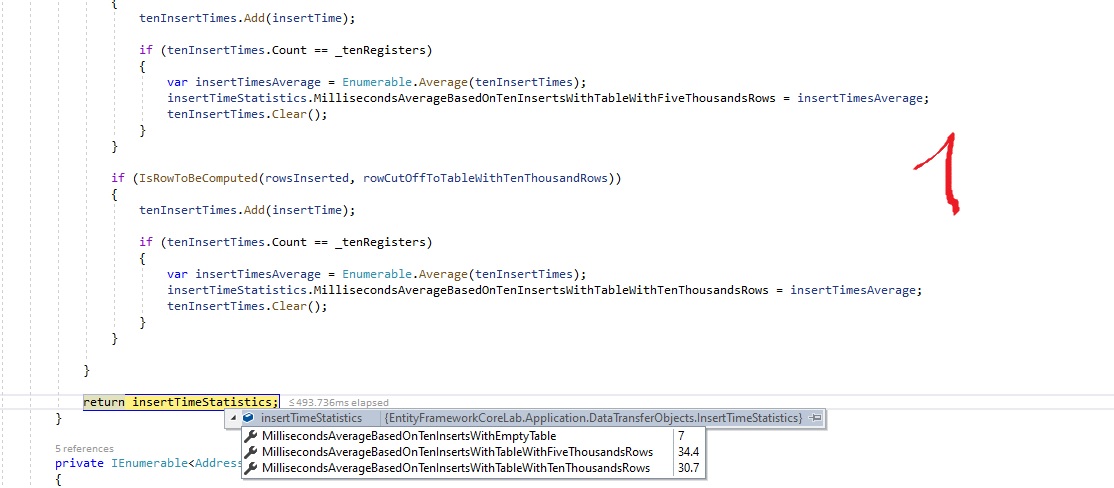 {
tenInsertTimes.Add(insertTime);
if (tenInsertTimes.Count == _tenRegisters)
{
var insertTimesAverage = Enumerable.Average(tenInsertTimes);
insertTimeStatistics.MillisecondsAverageBasedOnTenInsertsWithTableWithFiveThousandsRows = insertTimesAverage;
tenInsertTimes.Clear();
}
}
1
if (IsRowToBeComputed(rowsInserted, rowCutOffToTableWithTenThousandRows))
{
tenInsertTimes.Add(insertTime);
if (tenInsertTimes.Count == _tenRegisters)
{
var insertTimesAverage = Enumerable.Average(tenInsertTimes);
insertTimeStatistics.MillisecondsAverageBasedOnTenInsertsWithTableWithTenThousandsRows = insertTimesAverage;
tenInsertTimes.Clear();
}
}
}
return insertTimeStatistics; ≤493.736ms elapsed
} insertTimeStatistics {EntityFrameworkCoreLab.Application.DataTransferObjects.InsertTimeStatistics}
MillisecondsAverageBasedOnTenInsertsWithEmptyTable 7
5 references MillisecondsAverageBasedOnTenInsertsWithTableWithFiveThousandsRows 34.4
private IEnumerable<Address MillisecondsAverageBasedOnTenInsertsWithTableWithTenThousandsRows 30.7
{